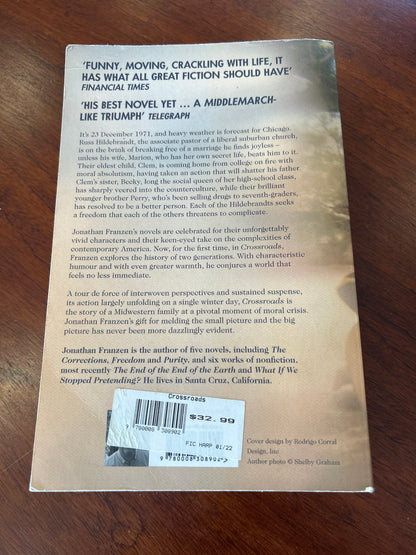 'FUNNY, MOVING, CRACKLING WITH LIFE, IT
HAS WHAT ALL GREAT FICTION SHOULD HAVE'
FINANCIAL TIMES
'HIS BEST NOVEL YET ... A MIDDLEMARCH-
LIKE TRIUMPH' TELEGRAPH
It's 23 December 1971, and heavy weather is forecast for Chicago.
Russ Hildebrandt, the associate pastor of a liberal suburban church,
is on the brink of breaking free of a marriage he finds joyless –
unless his wife, Marion, who has her own secret life, beats him to it.
Their eldest child, Clem, is coming home from college on fire with
moral absolutism, having taken an action that will shatter his father.
Clem's sister, Becky, long the social queen of her high-school class,
has sharply veered into the counterculture, while their brilliant
younger brother Perry, who's been selling drugs to seventh-graders,
has resolved to be a better person. Each of the Hildebrandts seeks
a freedom that each of the others threatens to complicate.
Jonathan Franzen's novels are celebrated for their unforgettably
vivid characters and their keen-eyed take on the complexities of
contemporary America. Now, for the first time, in Crossroads,
Franzen explores the history of two generations. With characteristic
humour and with even greater warmth, he conjures a world that
feels no less immediate.
A tour de force of interwoven perspectives and sustained suspense,
its action largely unfolding on a single winter day, Crossroads is
the story of a Midwestern family at a pivotal moment of moral crisis.
Jonathan Franzen's gift for melding the small picture and the big
picture has never been more dazzlingly evident.
Jonathan Franzen is the author of five novels, including The
Corrections, Freedom and Purity, and six works of nonfiction,
most recently The End of the End of the Earth and What If We
Stopped Pretending? He lives in Santa Cruz, California.
Crossroads
$32.99
9 780008 308902
FIC HARP 01/22
9 780008 308904
Cover design by Rodrigo Corral
Design, Inc
Author photo © Shelby Graham